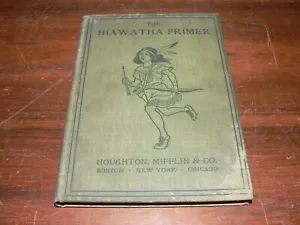 THE
HIAWATHA PRIMER
HOUGHTON, MIFFLIN & CO.
BOSTON · NEW YORK · CHICAGO